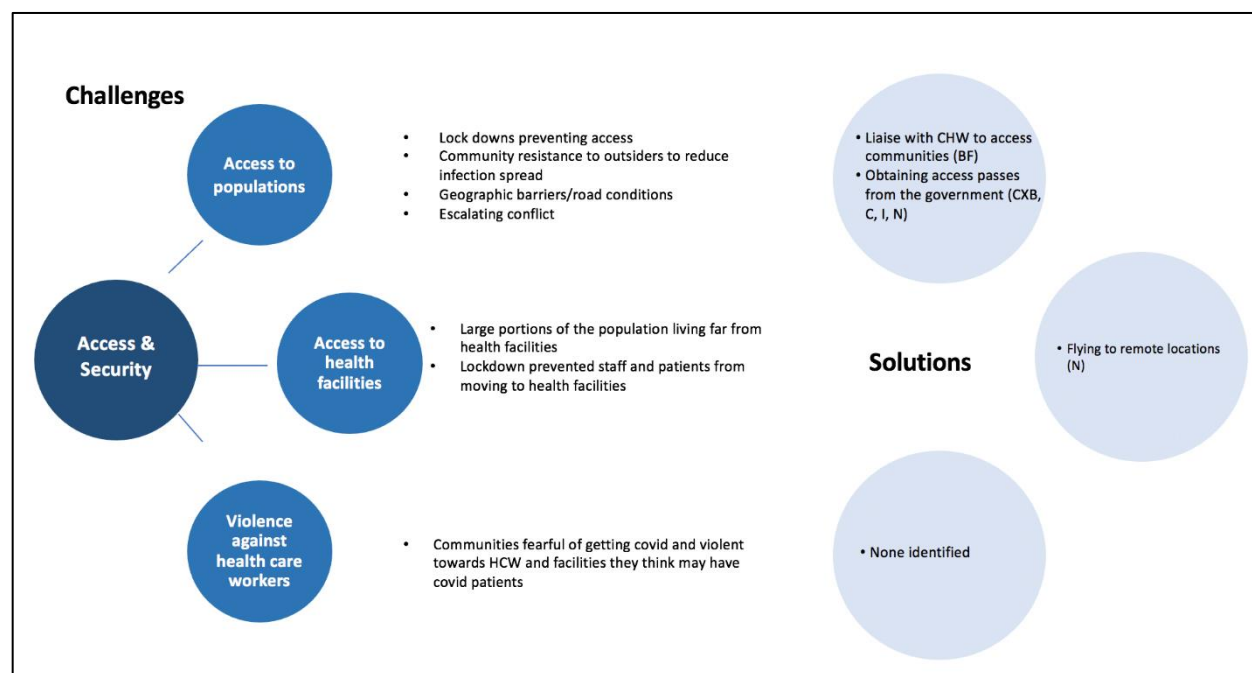 Challenges
Access to
populations
• Lock downs preventing access
• Community resistance to outsiders to reduce
infection spread
• Geographic barriers/road conditions
• Escalating conflict
• Liaise with CHW to access
communities (BF)
• Obtaining access passes
from the government (CXB,
C, I, N)
Access &
Security
Access to
health
facilities
• Large portions of the population living far from
health facilities
• Lockdown prevented staff and patients from
moving to health facilities
Solutions
• Flying to remote locations
(N)
Violence
against
health care
workers
• Communities fearful of getting covid and violent
towards HCW and facilities they think may have
covid patients
• None identified